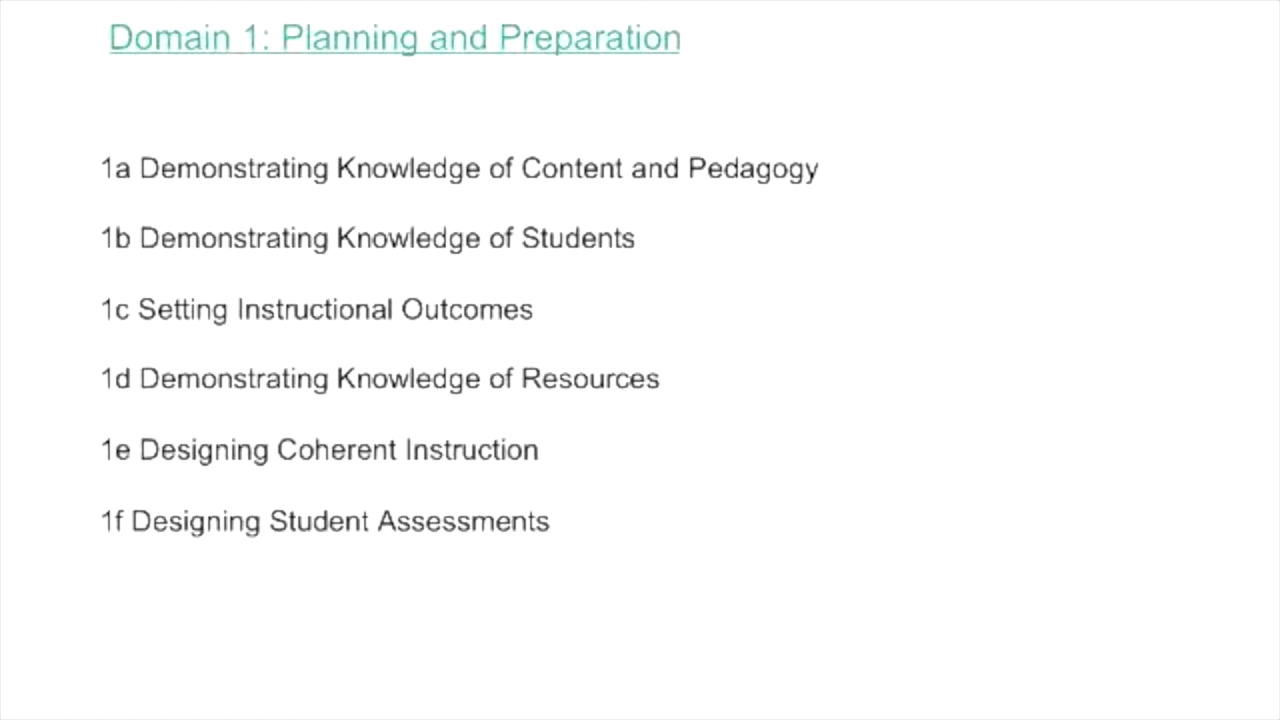 Domain 1: Planning and Preparation
1a Demonstrating Knowledge of Content and Pedagogy
1b Demonstrating Knowledge of Students
1c Setting Instructional Outcomes
1d Demonstrating Knowledge of Resources
1e Designing Coherent Instruction
1f Designing Student Assessments